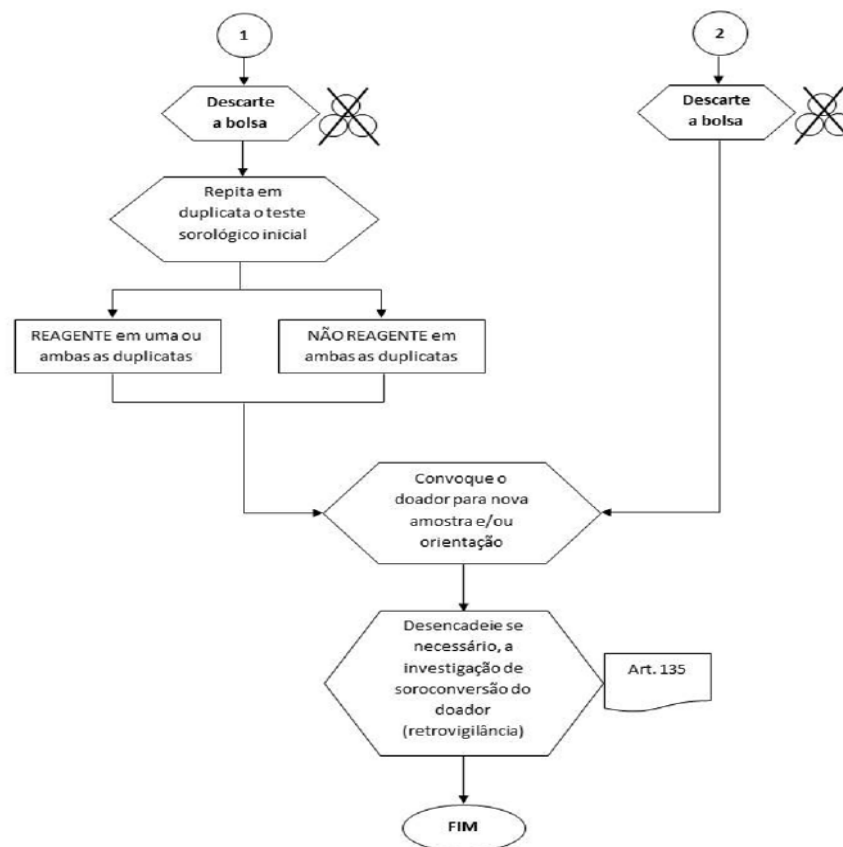 1
2
Descarte
a bolsa
Descarte
a bolsa
Repita em
duplicata o teste
sorológico inicial
REAGENTE em uma ou
ambas as duplicatas
NÃO REAGENTE em
ambas as duplicatas
Convoque o
doador para nova
amostra e/ou
orientação
Desencadeie se
necessário, a
investigação de
soroconversão do
doador
(retrovigilância)
Art. 135
FIM